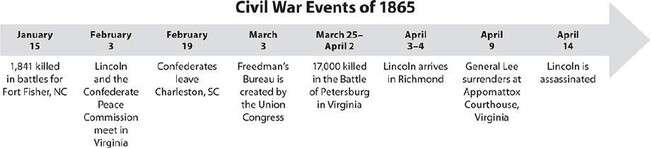 Civil War Events of 1865
January
15
February
3
February
19
March
3
March 25–
April 2
April
3–4
April
9
April
14
1,841 killed
in battles for
Fort Fisher, NC
Lincoln
and the
Confederate
Peace
Commission
meet in
Virginia
Confederates
leave
Charleston, SC
Freedman's
Bureau is
created by
the Union
Congress
17,000 killed
in the Battle
of Petersburg
in Virginia
Lincoln arrives
in Richmond
General Lee
surrenders at
Appomattox
Courthouse,
Virginia
Lincoln is
assassinated